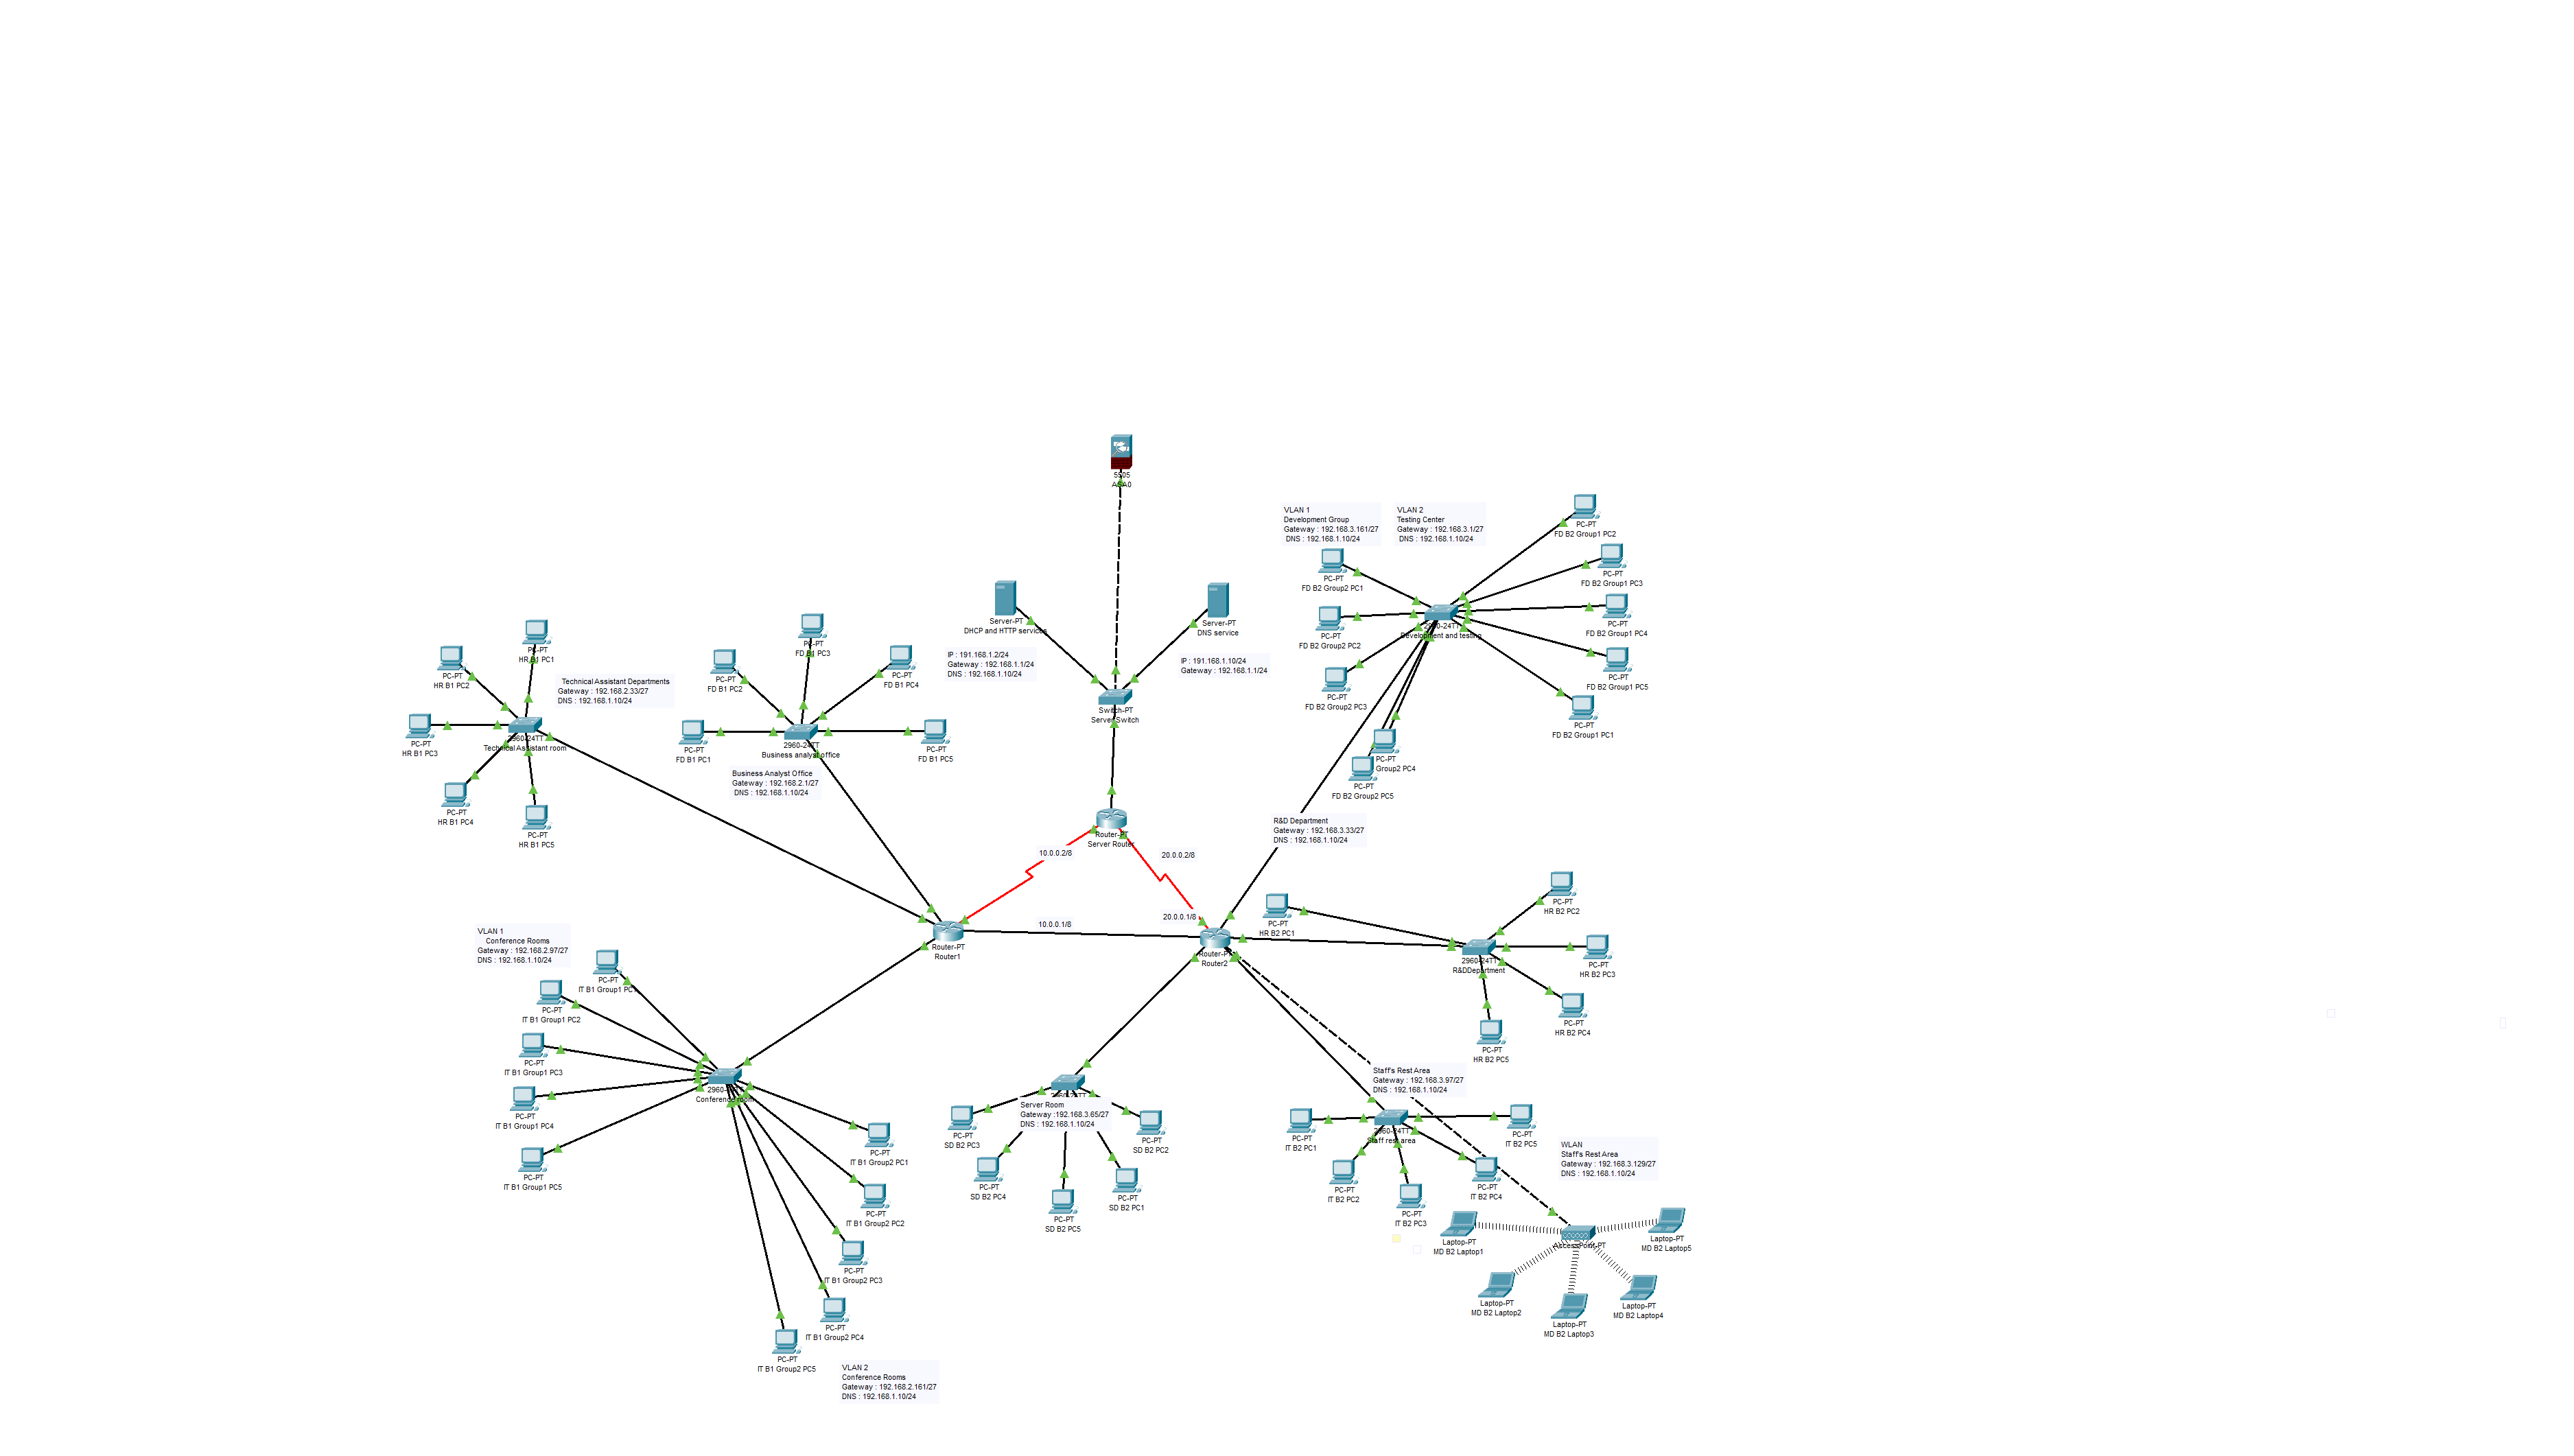 5505
ASA0
VLAN 1
Development Group
Gateway : 192.168.3.161/27
DNS : 192.168.1.10/24
VLAN 2
Testing Center
Gateway : 192.168.3.1/27
DNS : 192.168.1.10/24
PC-PT
FD B2 Group1 PC2
PC-PT
FD B2 Group1 PC3
PC-PT
FD B2 Group1 PC4
PC-PT
FD B2 Group1 PC5
PC-PT
FD B2 Group1 PC1
PC-PT
FD B2 Group2 PC1
PC-PT
FD B2 Group2 PC2
PC-PT
FD B2 Group2 PC3
PC-PT
Group2 PC4
PC-PT
FD B2 Group2 PC5
2960-24TT
Development and testing
Server-PT
DHCP and HTTP services
IP : 191.168.1.2/24
Gateway : 192.168.1.1/24
DNS : 192.168.1.10/24
Server-PT
DNS service
IP : 191.168.1.10/24
Gateway : 192.168.1.1/24
Switch-PT
Server Switch
Router-PT
Server Router
PC-PT
HR B1 PC1
PC-PT
HR B1 PC2
PC-PT
HR B1 PC3
PC-PT
HR B1 PC4
PC-PT
HR B1 PC5
Technical Assistant Departments
Gateway : 192.168.2.33/27
DNS : 192.168.1.10/24
2960-24TT
Technical Assistant room
PC-PT
FD B1 PC3
PC-PT
FD B1 PC2
PC-PT
FD B1 PC4
PC-PT
FD B1 PC1
PC-PT
FD B1 PC5
2960-24TT
Business analyst office
Business Analyst Office
Gateway : 192.168.2.1/27
DNS : 192.168.1.10/24
10.0.0.2/8
20.0.0.2/8
10.0.0.1/8
20.0.0.1/8
Router-PT
Router1
Router-PT
Router2
R&D Department
Gateway : 192.168.3.33/27
DNS : 192.168.1.10/24
PC-PT
HR B2 PC1
PC-PT
HR B2 PC2
PC-PT
HR B2 PC3
PC-PT
HR B2 PC4
PC-PT
HR B2 PC5
2960-24TT
R&DDepartment
VLAN 1
Conference Rooms
Gateway : 192.168.2.97/27
DNS : 192.168.1.10/24
PC-PT
IT B1 Group1 PC1
PC-PT
IT B1 Group1 PC2
PC-PT
IT B1 Group1 PC3
PC-PT
IT B1 Group1 PC4
PC-PT
IT B1 Group1 PC5
2960-24TT
Conference room
PC-PT
IT B1 Group2 PC1
PC-PT
IT B1 Group2 PC2
PC-PT
IT B1 Group2 PC3
PC-PT
IT B1 Group2 PC4
PC-PT
IT B1 Group2 PC5
VLAN 2
Conference Rooms
Gateway : 192.168.2.161/27
DNS : 192.168.1.10/24
Server Room
Gateway :192.168.3.65/27
DNS : 192.168.1.10/24
PC-PT
SD B2 PC3
PC-PT
SD B2 PC4
PC-PT
SD B2 PC5
PC-PT
SD B2 PC1
PC-PT
SD B2 PC2
Staff's Rest Area
Gateway : 192.168.3.97/27
DNS : 192.168.1.10/24
2960-24TT
Staff rest area
PC-PT
IT B2 PC1
PC-PT
IT B2 PC2
PC-PT
IT B2 PC3
PC-PT
IT B2 PC4
PC-PT
IT B2 PC5
WLAN
Staff's Rest Area
Gateway : 192.168.3.129/27
DNS : 192.168.1.10/24
AccessPoint-PT
Laptop-PT
MD B2 Laptop1
Laptop-PT
MD B2 Laptop2
Laptop-PT
MD B2 Laptop3
Laptop-PT
MD B2 Laptop4
Laptop-PT
MD B2 Laptop5